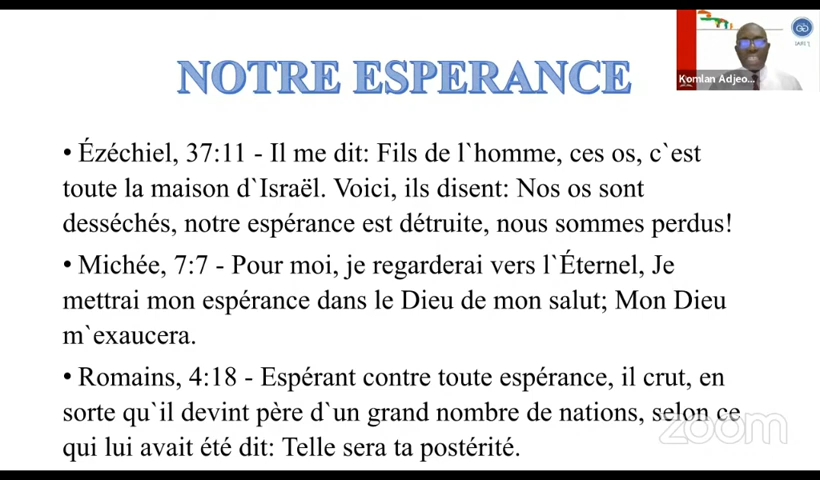 NOTRE ESPERANCE
Komlan Adjeo...
• Ézéchiel, 37:11 - Il me dit: Fils de l`homme, ces os, c`est
toute la maison d`Israël. Voici, ils disent: Nos os sont
desséchés, notre espérance est détruite, nous sommes perdus!
• Michée, 7:7 - Pour moi, je regarderai vers l`Éternel, Je
mettrai mon espérance dans le Dieu de mon salut; Mon Dieu
m`exaucera.
• Romains, 4:18 - Espérant contre toute espérance, il crut, en
sorte qu`il devint père d`un grand nombre de nations, selon ce
qui lui avait été dit: Telle sera ta postérité.
zoom